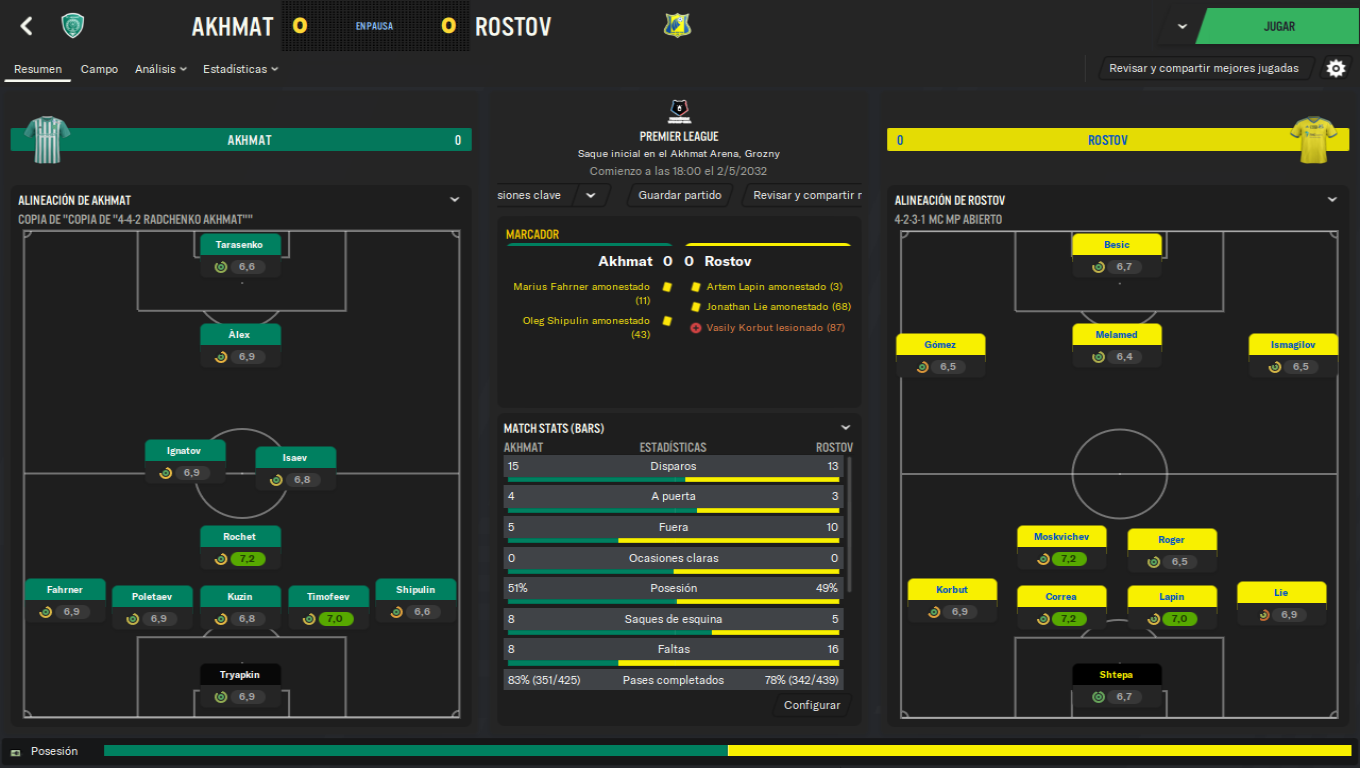 AKHMAT 0 EN PAUSA 0 ROSTOV
JUGAR
Resumen Campo Análisis Estadísticas
Revisar y compartir mejores jugadas
AKHMAT 0
PREMIER LEAGUE
Saque inicial en el Akhmat Arena, Grozny
Comienzo a las 18:00 el 2/5/2032
siones clave Guardar partido Revisar y compartir r
0 ROSTOV
ALINEACIÓN DE AKHMAT
COPIA DE "COPIA DE "4-4-2 RADCHENKO AKHMAT""
Tarasenko
6,6
Àlex
6,9
Ignatov
6,9
Isaev
6,8
Rochet
7,2
Fahrner
6,9
Poletaev
6,9
Kuzin
6,8
Timofeev
7,0
Shipulin
6,6
Tryapkin
6,9
MARCADOR
Akhmat 0 0 Rostov
Marius Fahrner amonestado
(11)
Oleg Shipulin amonestado
(43)
Artem Lapin amonestado (3)
Jonathan Lie amonestado (68)
Vasily Korbut lesionado (87)
MATCH STATS (BARS)
AKHMAT ESTADÍSTICAS ROSTOV
15 Disparos 13
4 A puerta 3
5 Fuera 10
0 Ocasiones claras 0
51% Posesión 49%
8 Saques de esquina 5
8 Faltas 16
83% (351/425) Pases completados 78% (342/439)
Configurar
ALINEACIÓN DE ROSTOV
4-2-3-1 MC MP ABIERTO
Besic
6,7
Gómez
6,5
Melamed
6,4
Ismagilov
6,5
Moskvichev
7,2
Roger
6,5
Korbut
6,9
Correa
7,2
Lapin
7,0
Lie
6,9
Shtepa
6,7
Posesión